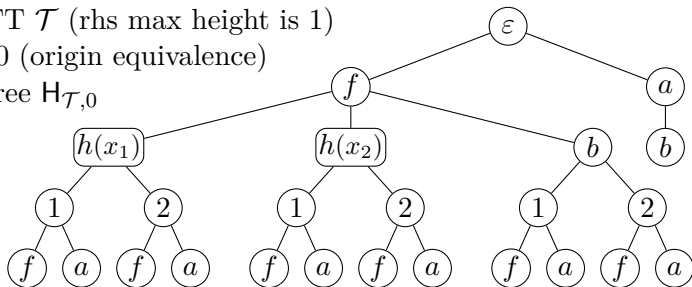 FT 𝒯 (rhs max height is 1)
0 (origin equivalence)
ree H𝒯,0
ε
f a
h(x₁) h(x₂) b b
1 2 1 2 1 2
f a f a f a f a f a f a